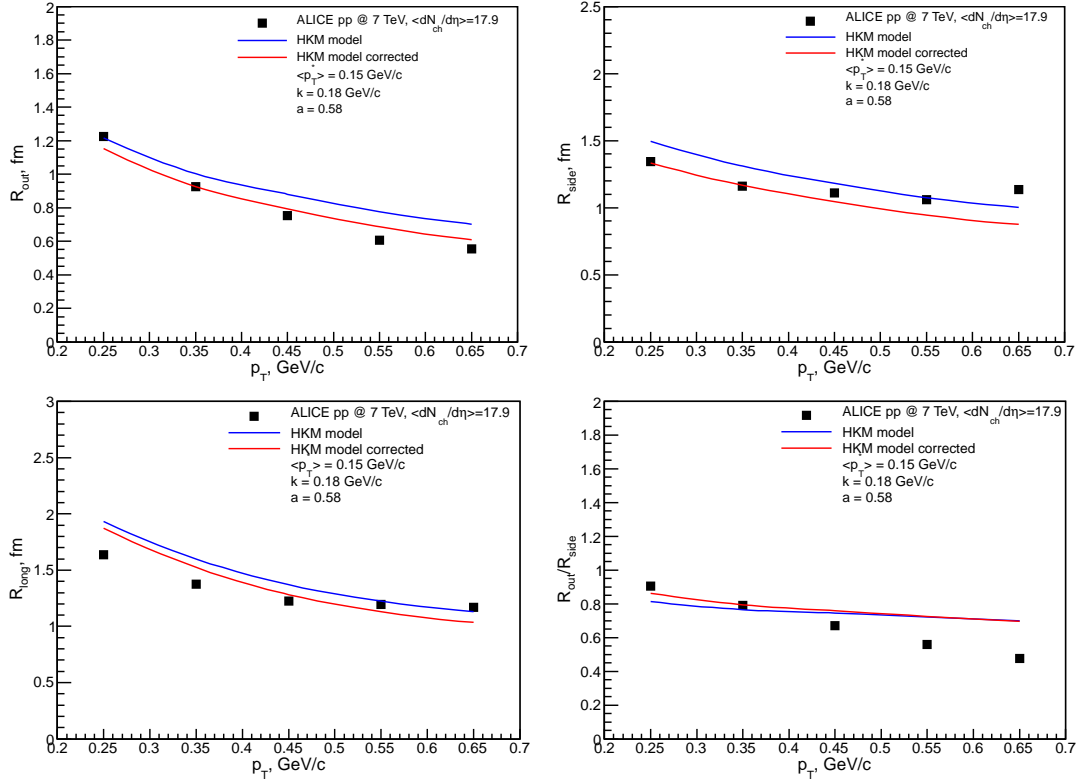 ALICE pp @ 7 TeV, <dN_ch/dη>=17.9
HKM model
HKM model corrected
<p*_T> = 0.15 GeV/c
k = 0.18 GeV/c
a = 0.58
R_out, fm
2
1.8
1.6
1.4
1.2
1
0.8
0.6
0.4
0.2
0
0.2 0.25 0.3 0.35 0.4 0.45 0.5 0.55 0.6 0.65 0.7
p_T, GeV/c
ALICE pp @ 7 TeV, <dN_ch/dη>=17.9
HKM model
HKM model corrected
<p*_T> = 0.15 GeV/c
k = 0.18 GeV/c
a = 0.58
R_side, fm
2.5
2
1.5
1
0.5
0
0.2 0.25 0.3 0.35 0.4 0.45 0.5 0.55 0.6 0.65 0.7
p_T, GeV/c
ALICE pp @ 7 TeV, <dN_ch/dη>=17.9
HKM model
HKM model corrected
<p*_T> = 0.15 GeV/c
k = 0.18 GeV/c
a = 0.58
R_long, fm
3
2.5
2
1.5
1
0.5
0
0.2 0.25 0.3 0.35 0.4 0.45 0.5 0.55 0.6 0.65 0.7
p_T, GeV/c
ALICE pp @ 7 TeV, <dN_ch/dη>=17.9
HKM model
HKM model corrected
<p*_T> = 0.15 GeV/c
k = 0.18 GeV/c
a = 0.58
R_out/R_side
2
1.8
1.6
1.4
1.2
1
0.8
0.6
0.4
0.2
0
0.2 0.25 0.3 0.35 0.4 0.45 0.5 0.55 0.6 0.65 0.7
p_T, GeV/c